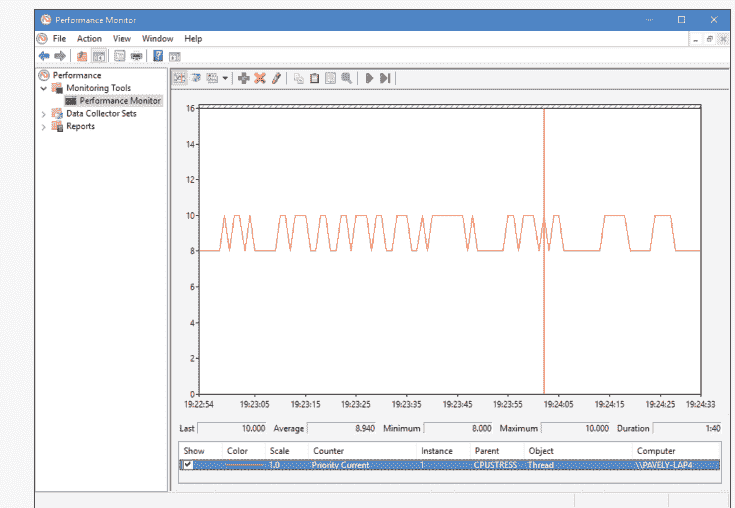 Performance Monitor
File Action View Window Help
Performance
Monitoring Tools
Performance Monitor
Data Collector Sets
Reports
16
14
12
10
8
6
4
2
0
19:22:54 19:23:05 19:23:15 19:23:25 19:23:35 19:23:45 19:23:55 19:24:05 19:24:15 19:24:25 19:24:33
Last 10.000 Average 8.940 Minimum 8.000 Maximum 10.000 Duration 1:40
Show Color Scale Counter Instance Parent Object Computer
1.0 Priority Current 1 CPUSTRESS Thread \\PAVELY-LAP4